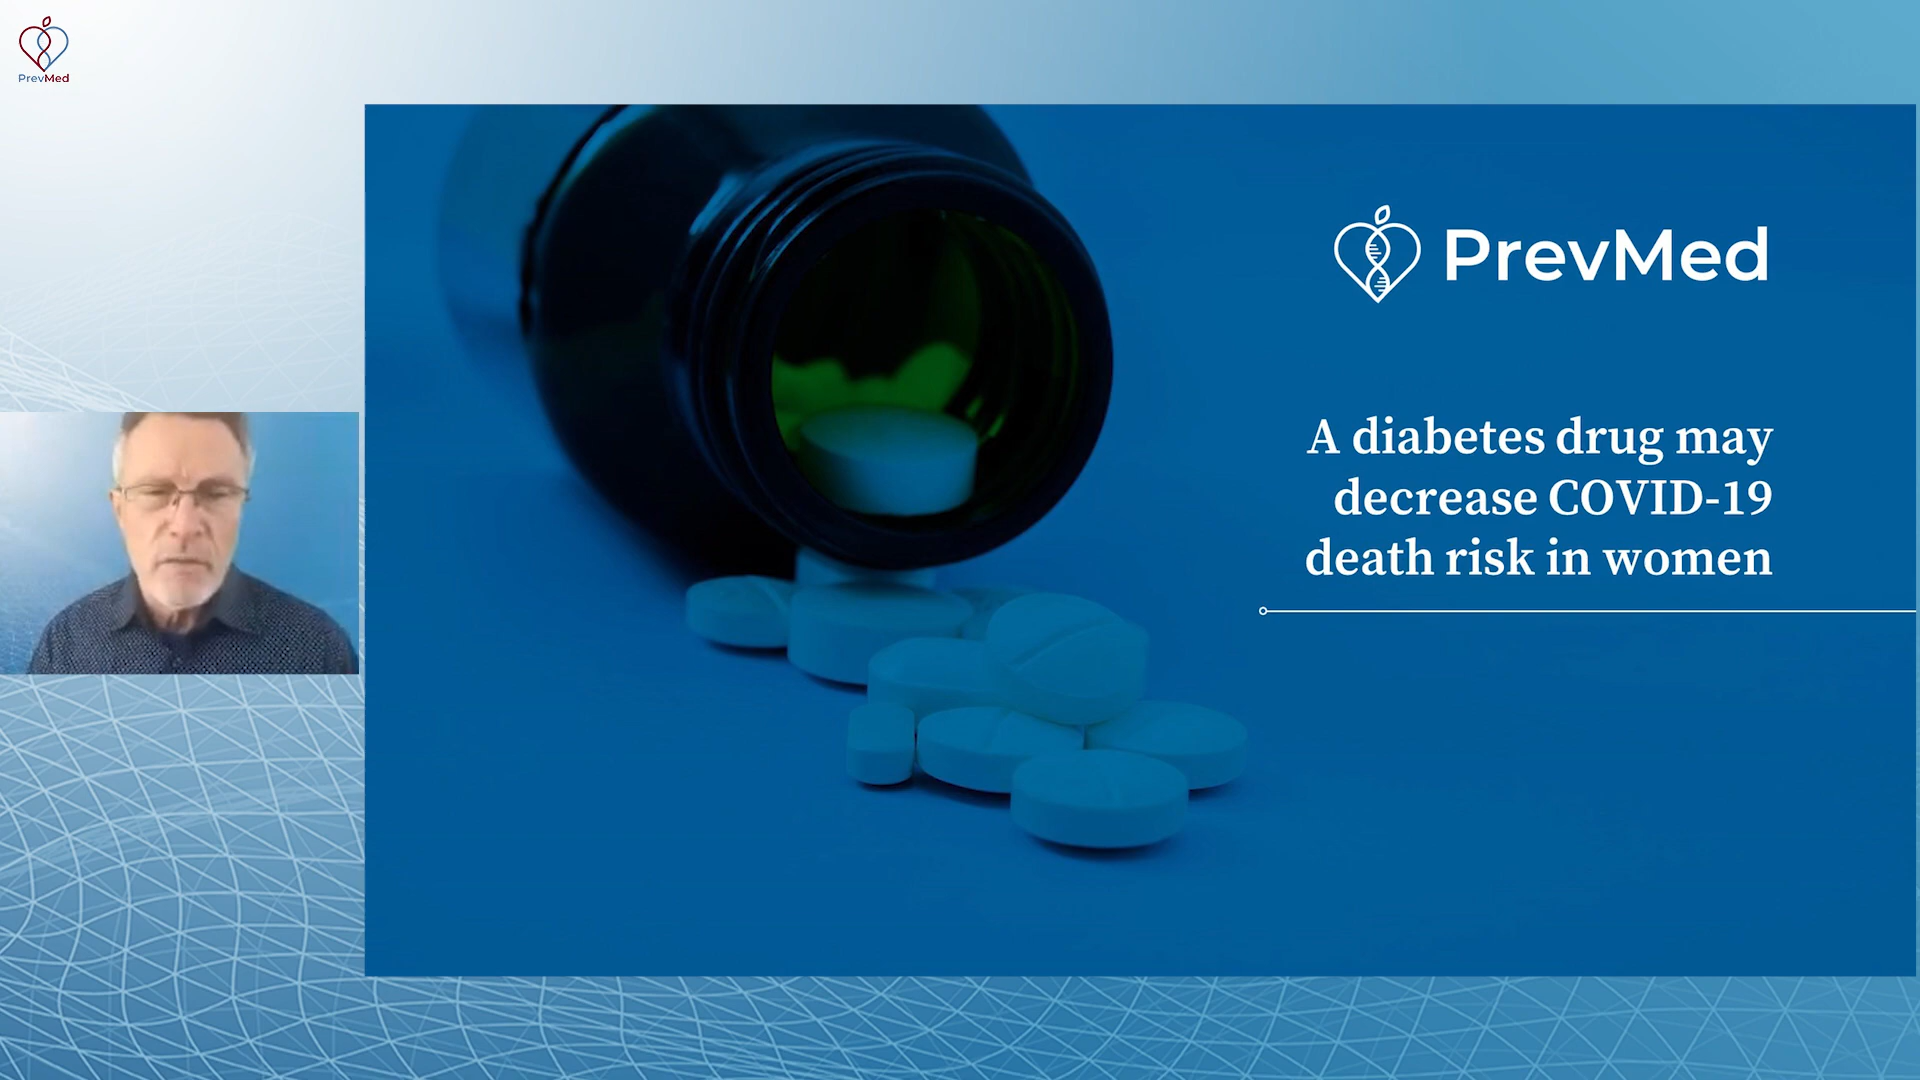 PrevMed
PrevMed
A diabetes drug may
decrease COVID-19
death risk in women